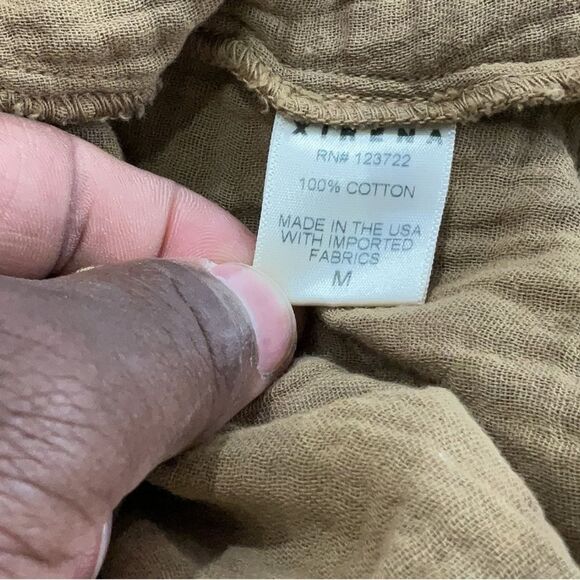 XIRENA
RN# 123722
100% COTTON
MADE IN THE USA
WITH IMPORTED
FABRICS
M